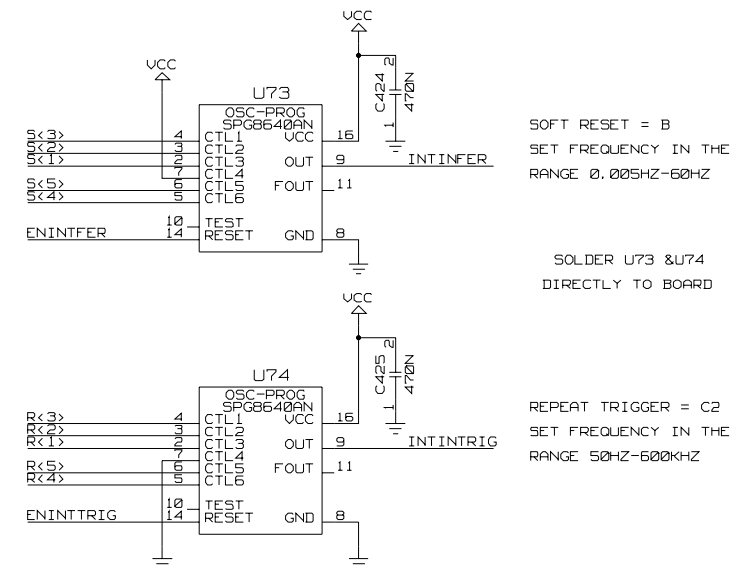 VCC
VCC
U73
OSC-PROG
SPG8640AN
C424
470N
2
1
S<3> 4 CTL1 VCC 16
S<2> 3 CTL2
S<1> 2 CTL3 OUT 9 INTINFER
7 CTL4
S<5> 6 CTL5 FOUT 11
S<4> 5 CTL6
10 TEST
ENINTFER 14 RESET GND 8
SOFT RESET = B
SET FREQUENCY IN THE
RANGE 0,005HZ-60HZ
SOLDER U73 &U74
DIRECTLY TO BOARD
VCC
U74
OSC-PROG
SPG8640AN
C425
470N
2
1
R<3> 4 CTL1 VCC 16
R<2> 3 CTL2
R<1> 2 CTL3 OUT 9 INTINTRIG
7 CTL4
R<5> 6 CTL5 FOUT 11
R<4> 5 CTL6
10 TEST
ENINTTRIG 14 RESET GND 8
REPEAT TRIGGER = C2
SET FREQUENCY IN THE
RANGE 50HZ-600KHZ